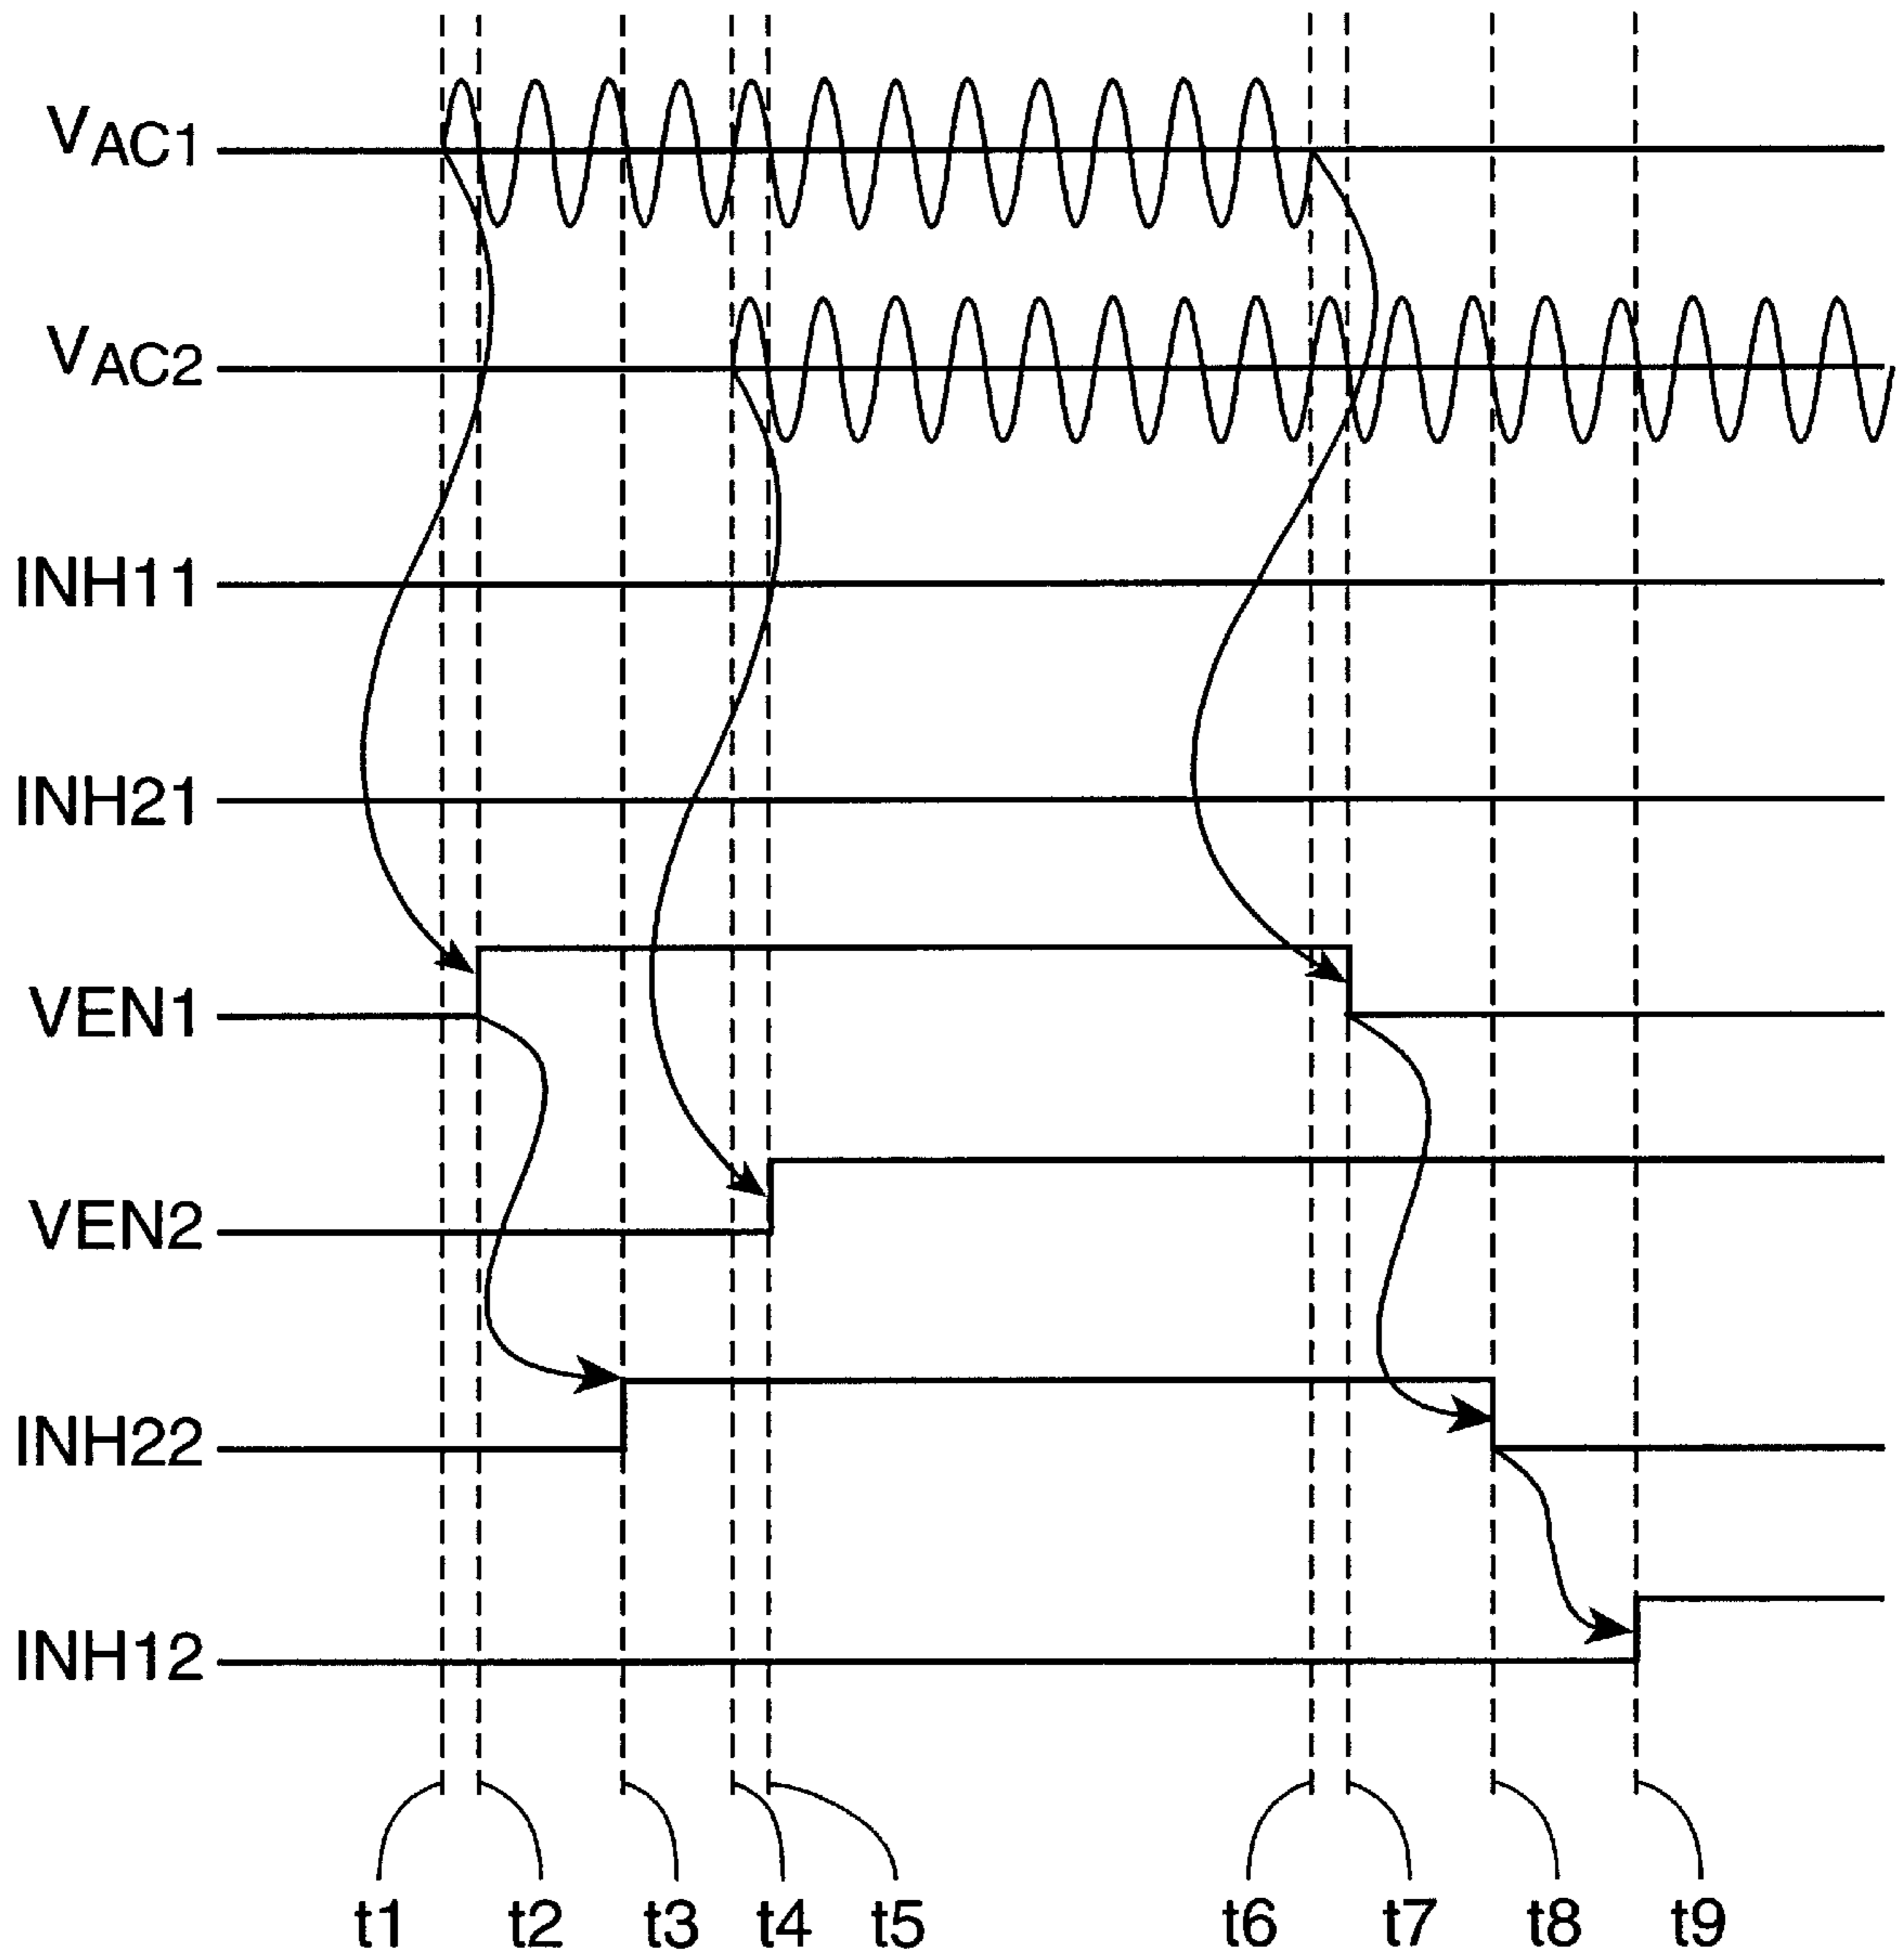 VAC1
VAC2
INH11
INH21
VEN1
VEN2
INH22
INH12
t1 t2 t3 t4 t5 t6 t7 t8 t9